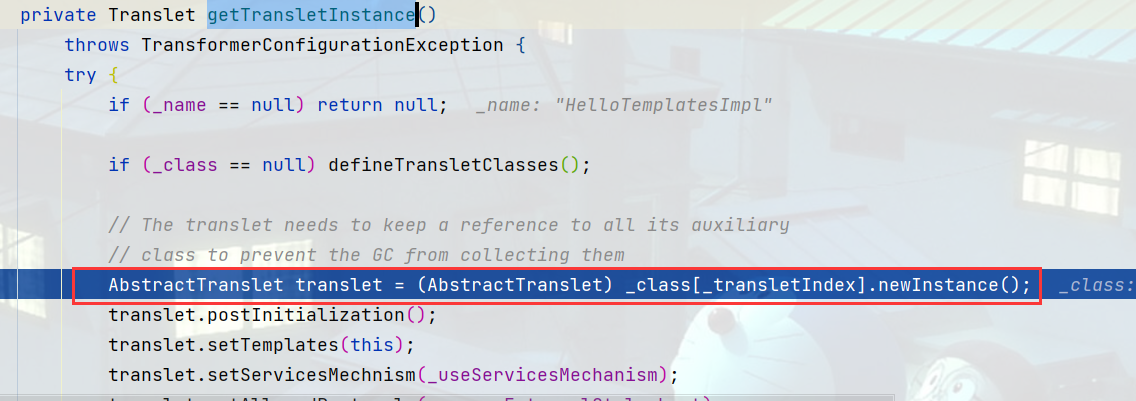 private Translet getTransletInstance()
throws TransformerConfigurationException {
try {
if (_name == null) return null;   _name: "HelloTemplatesImpl"
if (_class == null) defineTransletClasses();
// The translet needs to keep a reference to all its auxiliary
// class to prevent the GC from collecting them
AbstractTranslet translet = (AbstractTranslet) _class[_transletIndex].newInstance();   _class:
translet.postInitialization();
translet.setTemplates(this);
translet.setServicesMechnism(_useServicesMechanism);